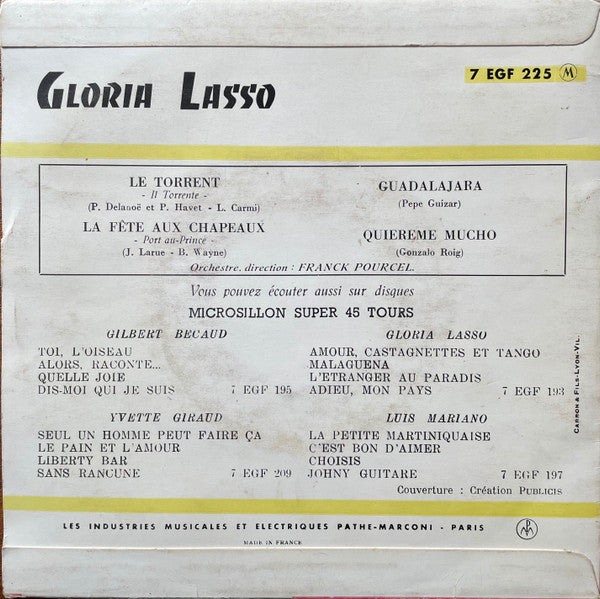 7 EGF 225 M
GLORIA LASSO
LE TORRENT
- Il Torrente -
(P. Delanoë et P. Havet - L. Carmi)
LA FÊTE AUX CHAPEAUX
- Port au-Prince -
(J. Larue - B. Wayne)
GUADALAJARA
(Pepe Guizar)
QUIEREME MUCHO
(Gonzalo Roig)
Orchestre, direction : FRANCK POURCEL.
Vous pouvez écouter aussi sur disques
MICROSILLON SUPER 45 TOURS
GILBERT BECAUD
TOI, L'OISEAU
ALORS, RACONTE...
QUELLE JOIE
DIS-MOI QUI JE SUIS 7 EGF 195
GLORIA LASSO
AMOUR, CASTAGNETTES ET TANGO
MALAGUENA
L'ETRANGER AU PARADIS
ADIEU, MON PAYS 7 EGF 193
YVETTE GIRAUD
SEUL UN HOMME PEUT FAIRE ÇA
LE PAIN ET L'AMOUR
LIBERTY BAR
SANS RANCUNE 7 EGF 209
LUIS MARIANO
LA PETITE MARTINIQUAISE
C'EST BON D'AIMER
CHOISIS
JOHNY GUITARE 7 EGF 197
Couverture : Création PUBLICIS
CARRON & FILS-LYON-VIL.
LES INDUSTRIES MUSICALES ET ELECTRIQUES PATHE-MARCONI - PARIS
MADE IN FRANCE